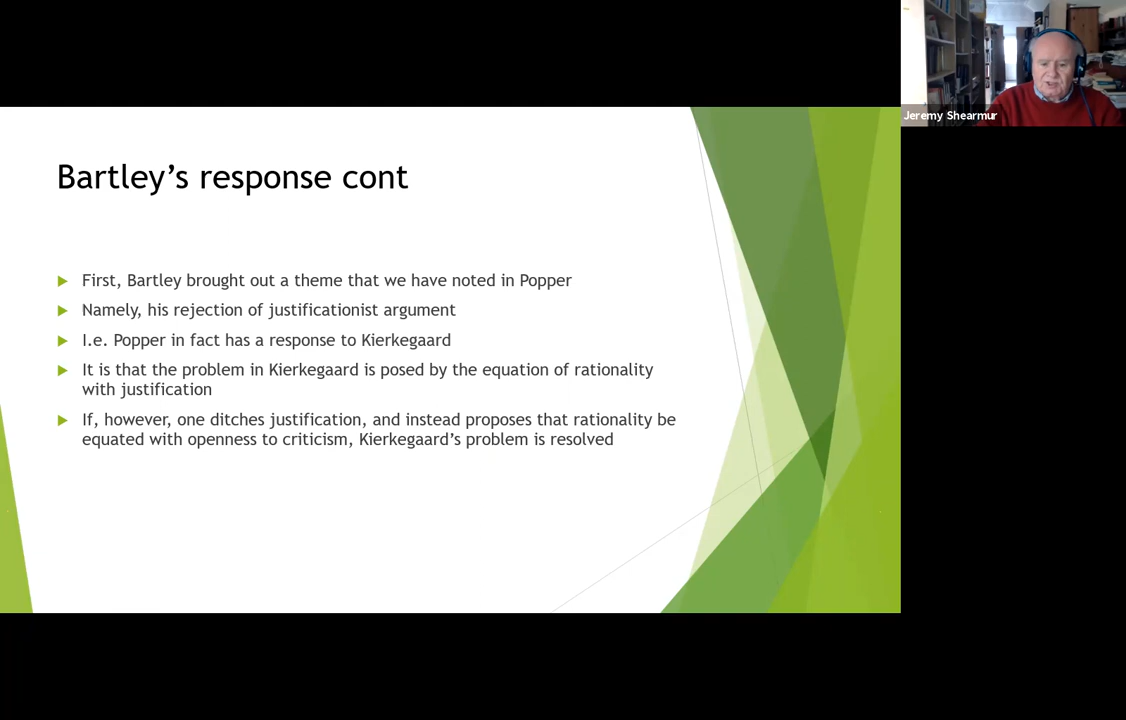 Jeremy Shearmur
Bartley's response cont
First, Bartley brought out a theme that we have noted in Popper
Namely, his rejection of justificationist argument
I.e. Popper in fact has a response to Kierkegaard
It is that the problem in Kierkegaard is posed by the equation of rationality
with justification
If, however, one ditches justification, and instead proposes that rationality be
equated with openness to criticism, Kierkegaard's problem is resolved